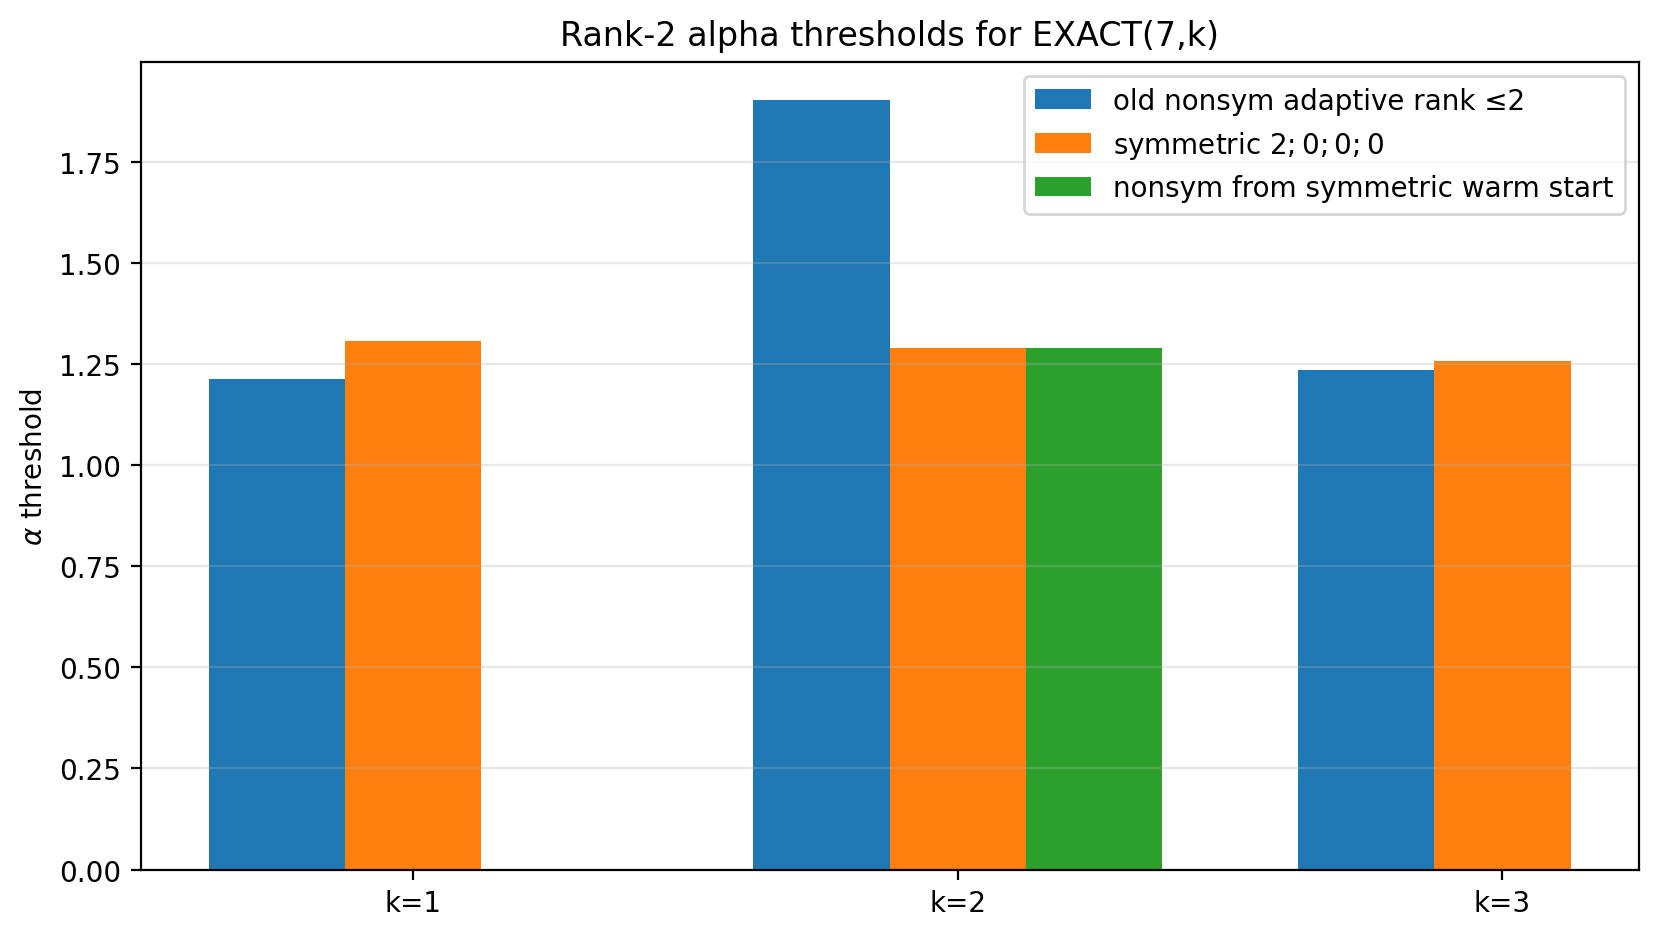 Rank-2 alpha thresholds for EXACT(7,k)
old nonsym adaptive rank ≤2
symmetric 2; 0; 0; 0
nonsym from symmetric warm start
α threshold
1.75
1.50
1.25
1.00
0.75
0.50
0.25
0.00
k=1
k=2
k=3